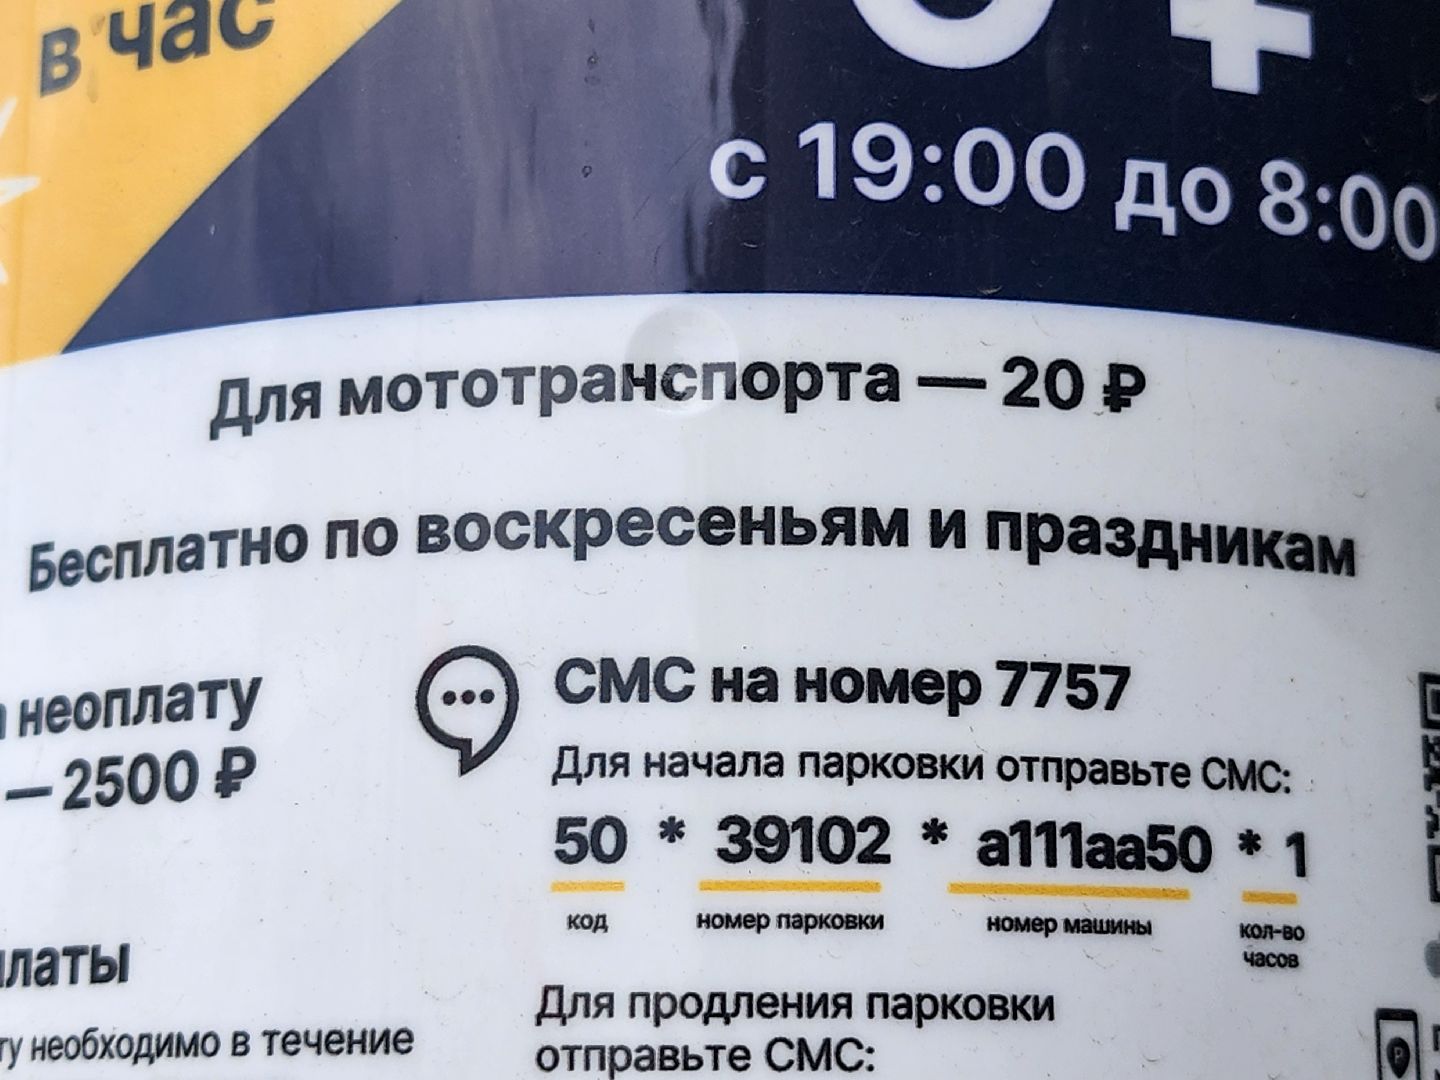 в час
с 19:00 до 8:00
Для мототранспорта — 20 ₽
Бесплатно по воскресеньям и праздникам
неоплату
— 2500 ₽
СМС на номер 7757
Для начала парковки отправьте СМС:
50 * 39102 * а111аа50 * 1
код номер парковки номер машины кол-во
часов
Для продления парковки
отправьте СМС:
необходимо в течение